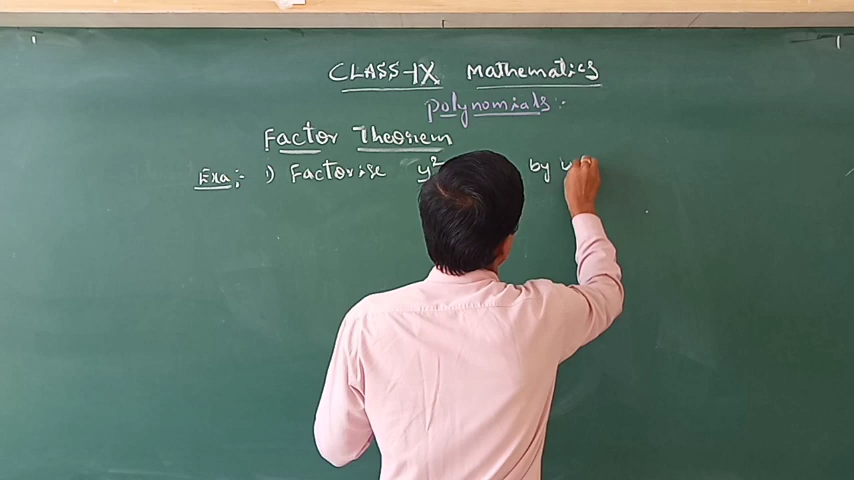 CLASS-IX Mathematics
Polynomials:-
Factor Theorem
Exa:- 1) Factorise y² by